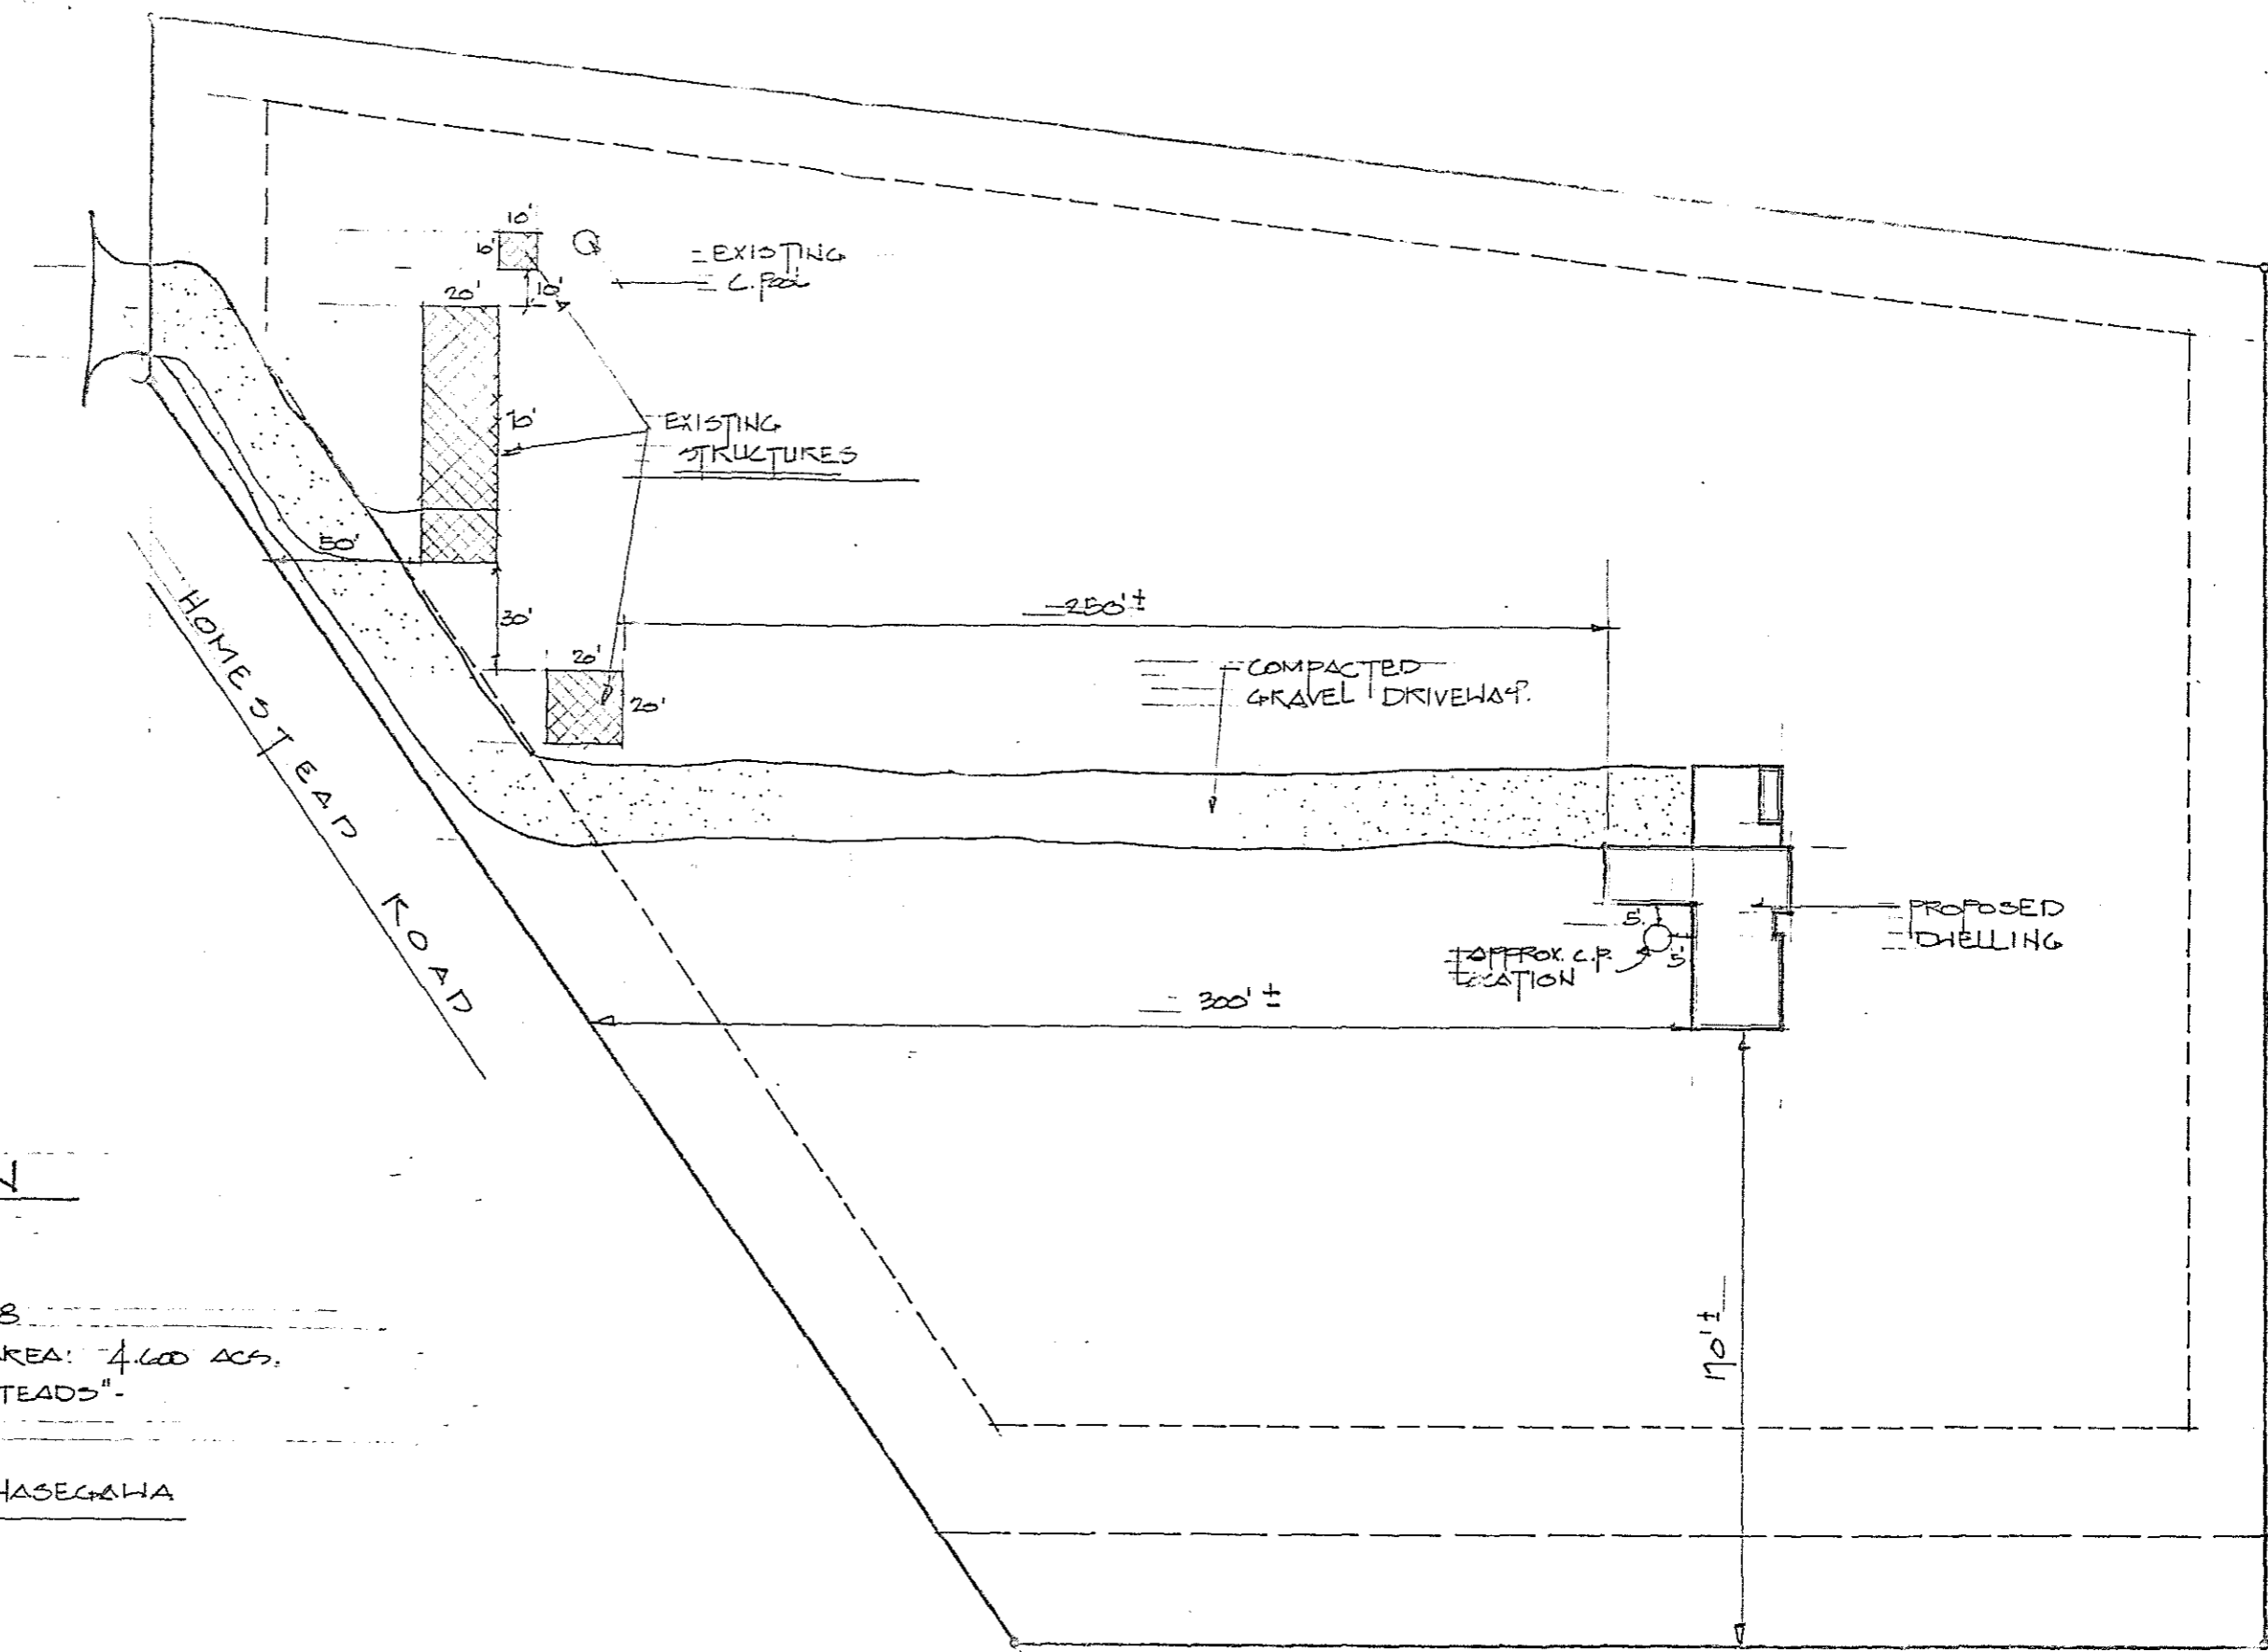 10'
10'
EXISTING
C. Pool
20'
10'
70'
EXISTING
STRUCTURES
50'
30'
250'±
20'
20'
COMPACTED
GRAVEL DRIVEWAY.
HOMESTEAD ROAD
PROPOSED
DWELLING
5'
5'
APPROX. C.P.
LOCATION
300'±
170'±
8
AREA: 4.600 ACS.
TEADS"-
HASEGAWA